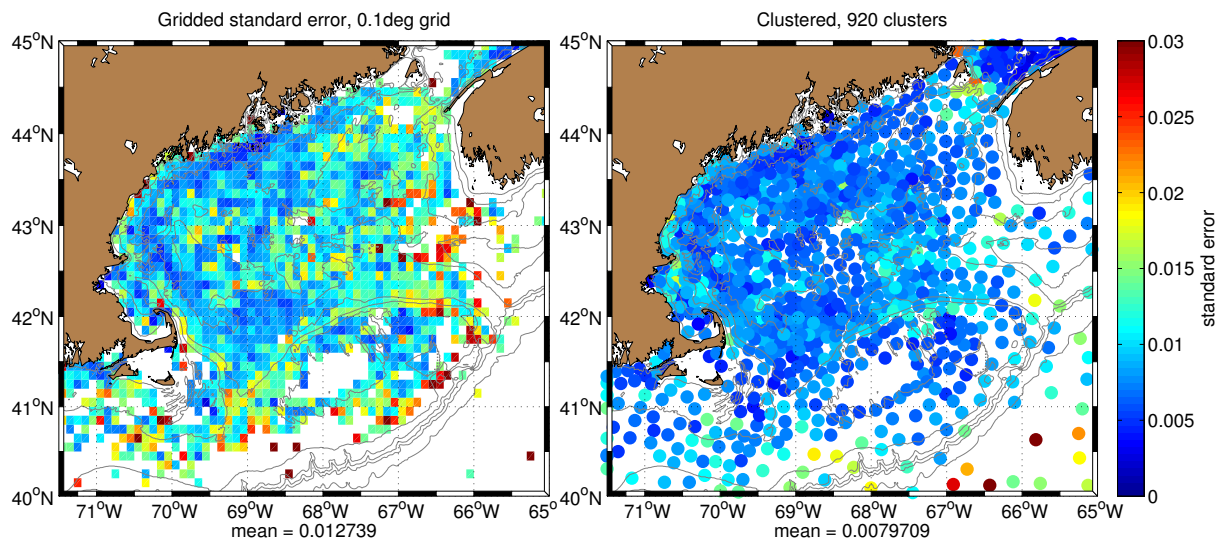 Gridded standard error, 0.1deg grid
45°N
44°N
43°N
42°N
41°N
40°N
71°W 70°W 69°W 68°W 67°W 66°W 65°
mean = 0.012739
Clustered, 920 clusters
45°N
44°N
43°N
42°N
41°N
40°N
71°W 70°W 69°W 68°W 67°W 66°W 65°W
mean = 0.0079709
0.03
0.025
0.02
0.015
0.01
0.005
0
standard error